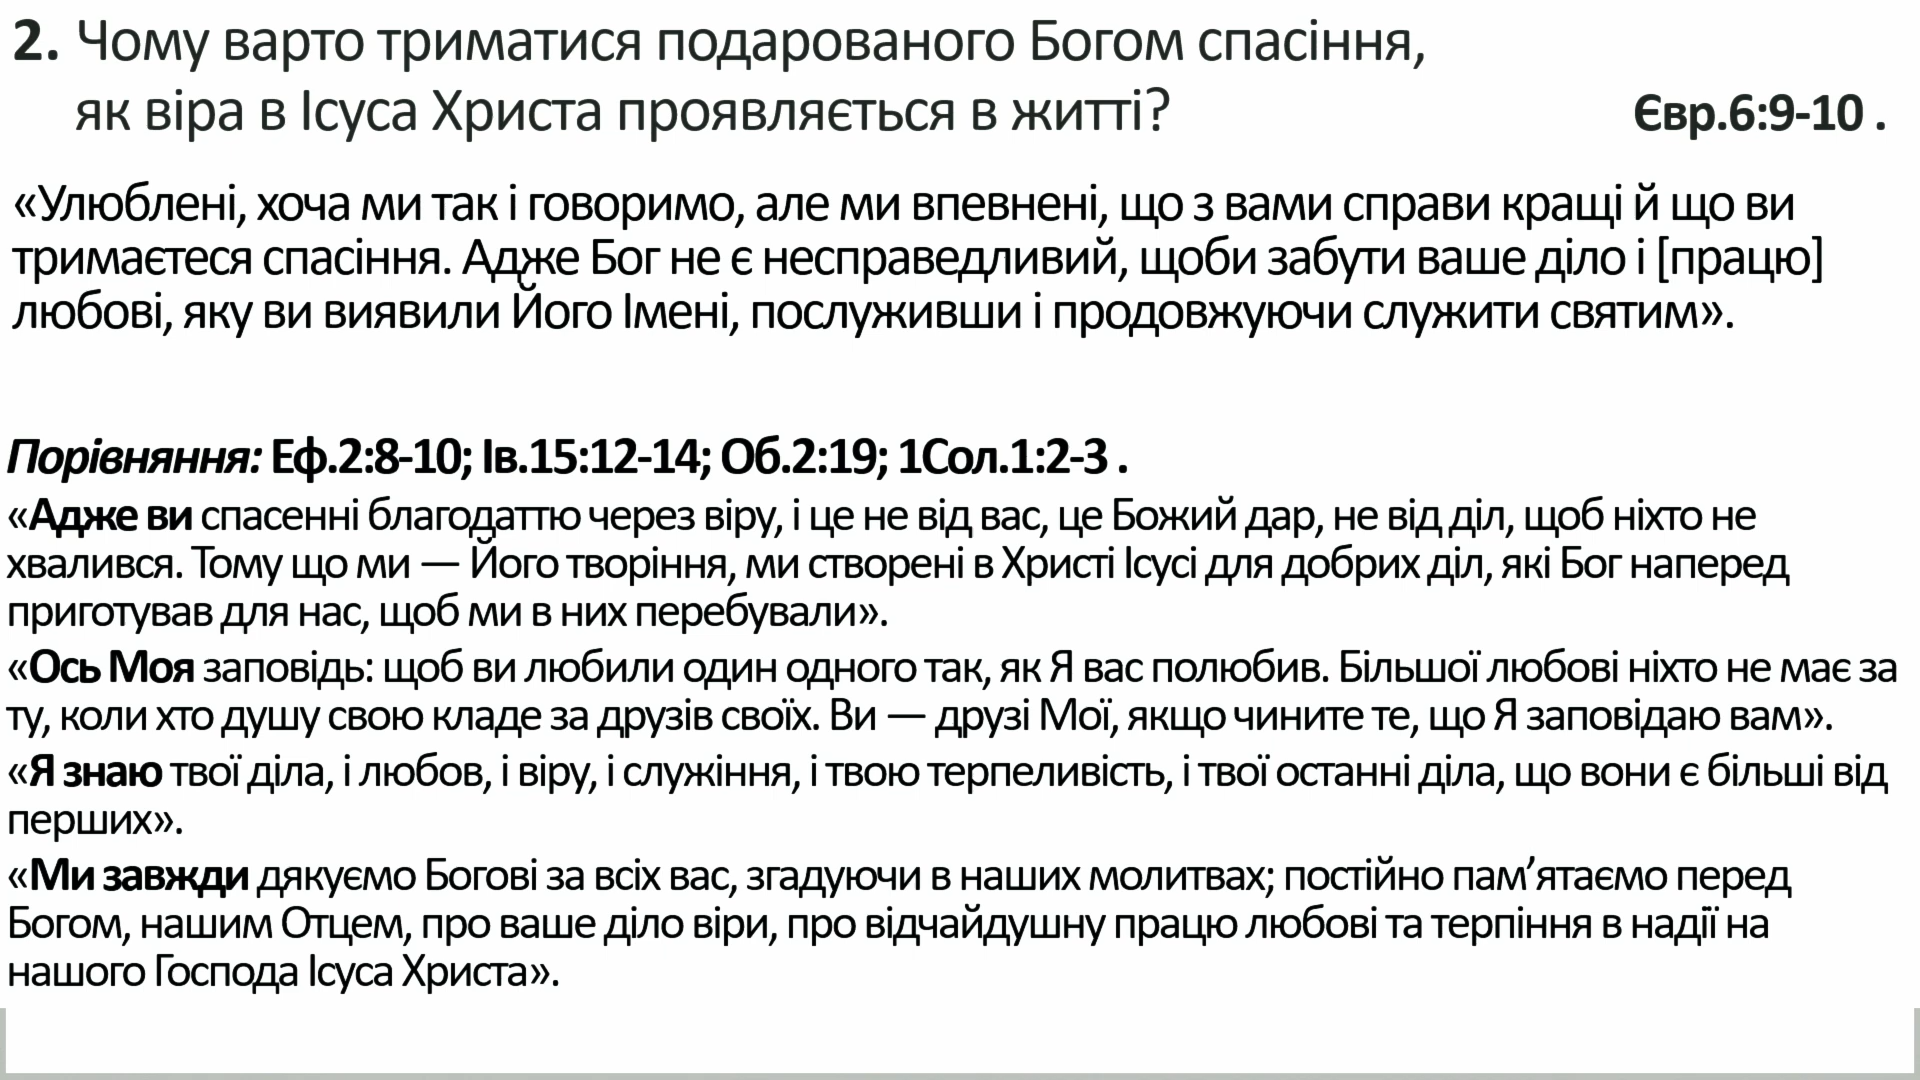 2. Чому варто триматися подарованого Богом спасіння,
як віра в Ісуса Христа проявляється в житті? Євр.6:9-10 .
«Улюблені, хоча ми так і говоримо, але ми впевнені, що з вами справи кращі й що ви
тримаєтеся спасіння. Адже Бог не є несправедливий, щоби забути ваше діло і [працю]
любові, яку ви виявили Його Імені, послуживши і продовжуючи служити святим».
Порівняння: Еф.2:8-10; Ів.15:12-14; Об.2:19; 1Сол.1:2-3 .
«Адже ви спасенні благодаттю через віру, і це не від вас, це Божий дар, не від діл, щоб ніхто не
хвалився. Тому що ми — Його творіння, ми створені в Христі Ісусі для добрих діл, які Бог наперед
приготував для нас, щоб ми в них перебували».
«Ось Моя заповідь: щоб ви любили один одного так, як Я вас полюбив. Більшої любові ніхто не має за
ту, коли хто душу свою кладе за друзів своїх. Ви — друзі Мої, якщо чините те, що Я заповідаю вам».
«Я знаю твої діла, і любов, і віру, і служіння, і твою терпеливість, і твої останні діла, що вони є більші від
перших».
«Ми завжди дякуємо Богові за всіх вас, згадуючи в наших молитвах; постійно пам’ятаємо перед
Богом, нашим Отцем, про ваше діло віри, про відчайдушну працю любові та терпіння в надії на
нашого Господа Ісуса Христа».